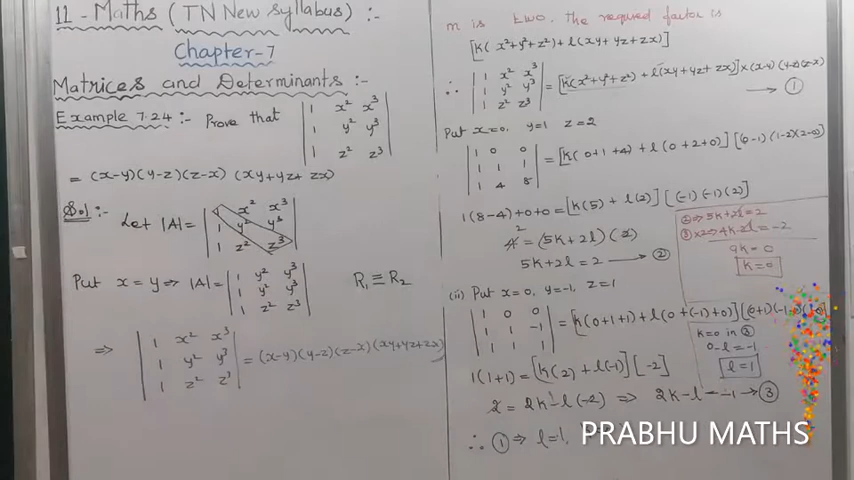 11 - Maths (TN New syllabus) :-
Chapter-7
Matrices and Determinants :-
Example 7.24 :- Prove that | 1 x² x³ |
| 1 y² y³ |
| 1 z² z³ |
= (x-y)(y-z)(z-x) (xy+yz+zx)
Sol :- Let |A| = | 1 x² x³ |
| 1 y² y³ |
| 1 z² z³ |
Put x = y ⇒ |A| = | 1 y² y³ | R₁ ≡ R₂
| 1 y² y³ |
| 1 z² z³ |
⇒ | 1 x² x³ |
| 1 y² y³ | = (x-y)(y-z)(z-x)(xy+yz+zx)
| 1 z² z³ |
m is two. The required factor is
[k(x²+y²+z²) + l(xy+yz+zx)]
∴ | 1 x² x³ |
| 1 y² y³ | = [k(x²+y²+z²) + l(xy+yz+zx)] × (x-y)(y-z)(z-x)
| 1 z² z³ | → ①
Put x=0, y=1 z=2
| 1 0 0 |
| 1 1 1 | = [k(0+1+4) + l(0+2+0)] [(0-1)(1-2)(2-0)]
| 1 4 8 |
1(8-4)+0+0 = [k(5) + l(2)] [(-1)(-1)(2)]
4 = (5k+2l)(2)
2
5k+2l = 2 → ②
② ⇒ 5k+2l = 2
③×2 ⇒ 4k-2l = -2
9k = 0
k=0
(ii) Put x=0, y=-1, z=1
| 1 0 0 |
| 1 1 -1 | = [k(0+1+1) + l(0+(-1)+0)] [(0+1)(-1-
| 1 1 1 |
1(1+1) = [k(2) + l(-1)] [-2]
2 = 2k-l(-2) ⇒ 2k-l = -1 → ③
k=0 in ③
0-l = -1
l=1
∴ ① ⇒ l=1,
PRABHU MATHS